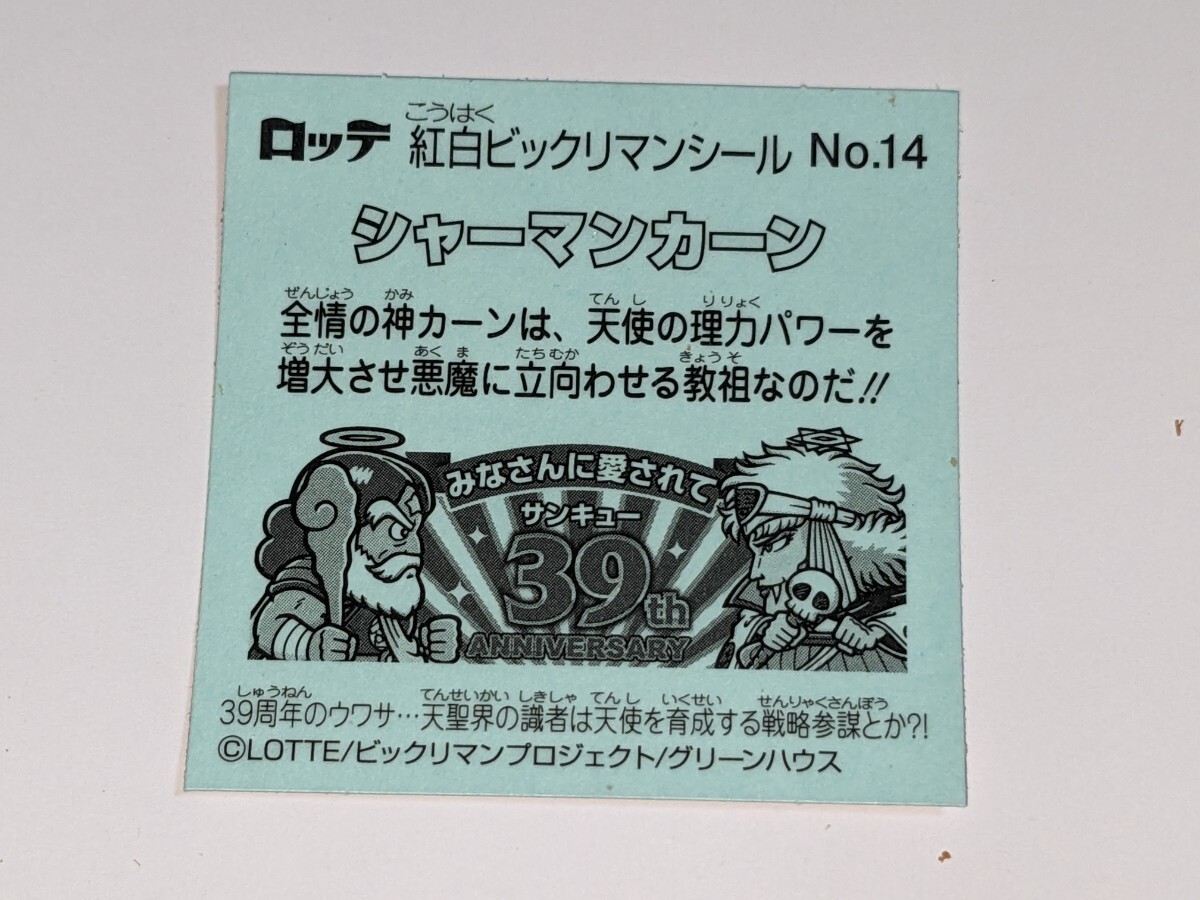 ロッテ 紅白ビックリマンシール No.14
こうはく
シャーマンカーン
ぜんじょう かみ てんし りりょく
全情の神カーンは、天使の理力パワーを
ぞうだい あくま たちむか きょうそ
増大させ悪魔に立向わせる教祖なのだ!!
みなさんに愛されて
サンキュー
39th
ANNIVERSARY
しゅうねん てんせいかい しきしゃ てんし いくせい せんりゃくさんぼう
39周年のウワサ…天聖界の識者は天使を育成する戦略参謀とか?!
©LOTTE/ビックリマンプロジェクト/グリーンハウス